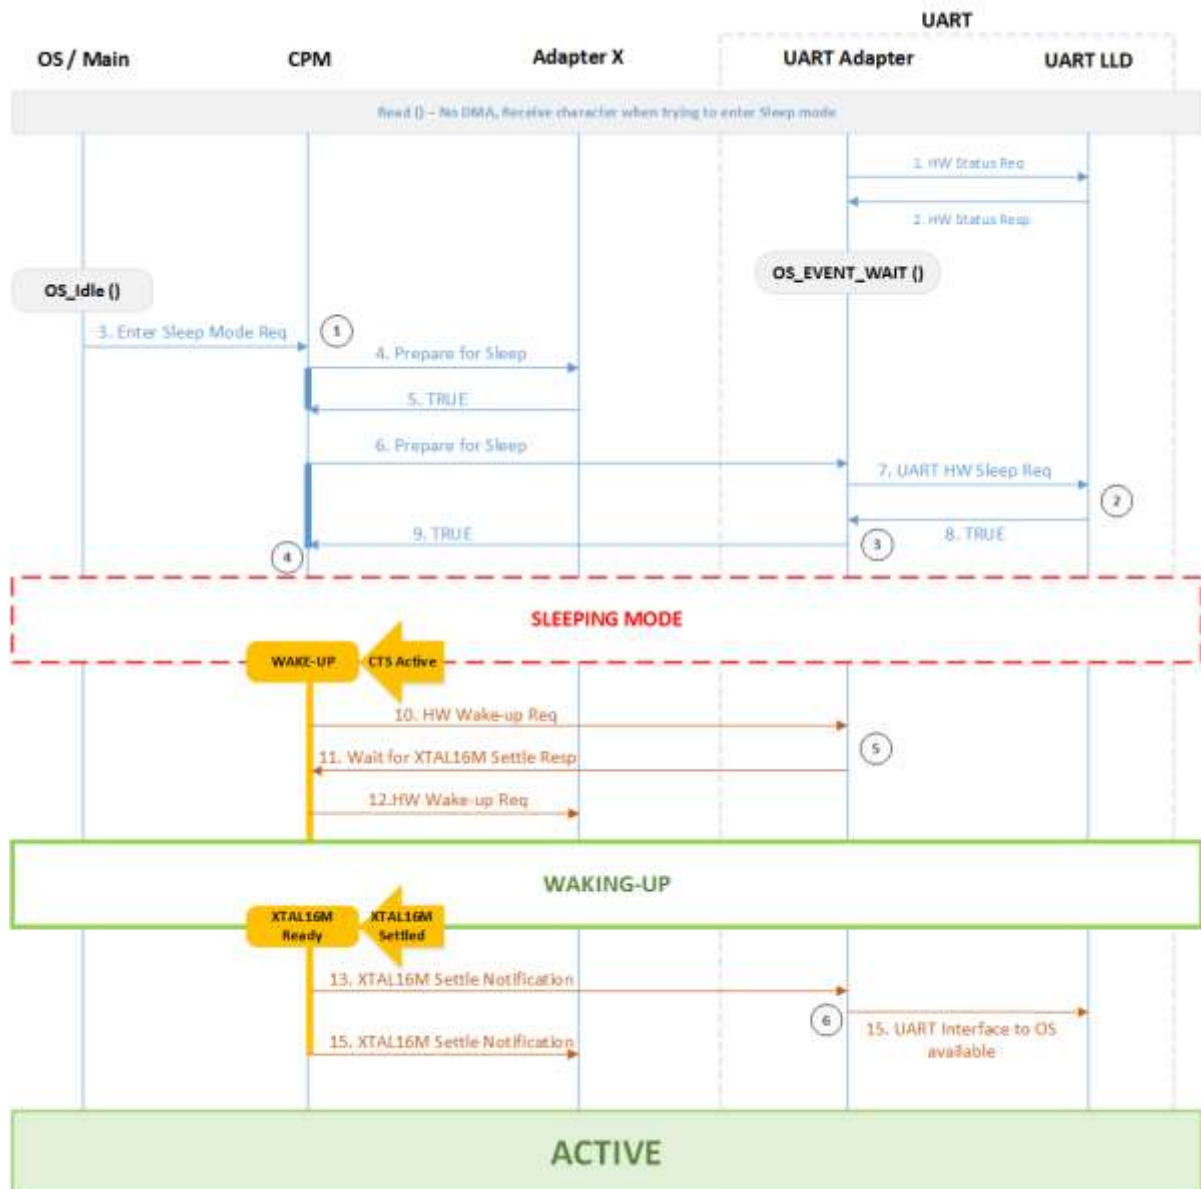 UART
OS / Main
CPM
Adapter X
UART Adapter
UART LLD
Read () – No DMA, Receive character when trying to enter Sleep mode
1. HW Status Req
2. HW Status Resp
OS_EVENT_WAIT ()
OS_Idle ()
3. Enter Sleep Mode Req
1
4. Prepare for Sleep
5. TRUE
6. Prepare for Sleep
7. UART HW Sleep Req
2
8. TRUE
9. TRUE
3
4
SLEEPING MODE
WAKE-UP
CTS Active
10. HW Wake-up Req
5
11. Wait for XTAL16M Settle Resp
12.HW Wake-up Req
WAKING-UP
XTAL16M
Ready
XTAL16M
Settled
13. XTAL16M Settle Notification
6
15. UART Interface to OS
available
15. XTAL16M Settle Notification
ACTIVE